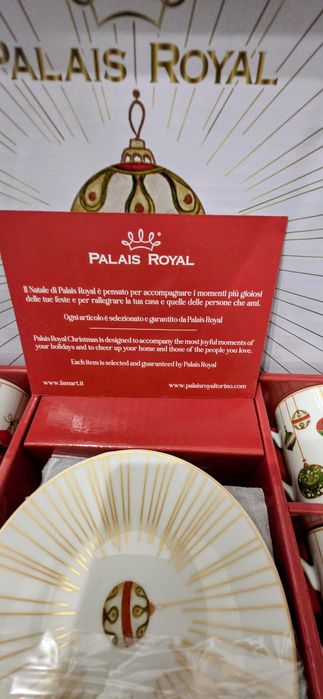 PALAIS ROYAL
PALAIS ROYAL
Il Natale di Palais Royal è pensato per accompagnare i momenti più gioiosi
delle tue feste e per rallegrare la tua casa e quelle delle persone che ami.
Ogni articolo è selezionato e garantito da Palais Royal
Palais Royal Christmas is designed to accompany the most joyful moments of
your holidays and to cheer up your home and those of the people you love.
Each item is selected and guaranteed by Palais Royal
www.lamart.it www.palaisroyaltorino.com